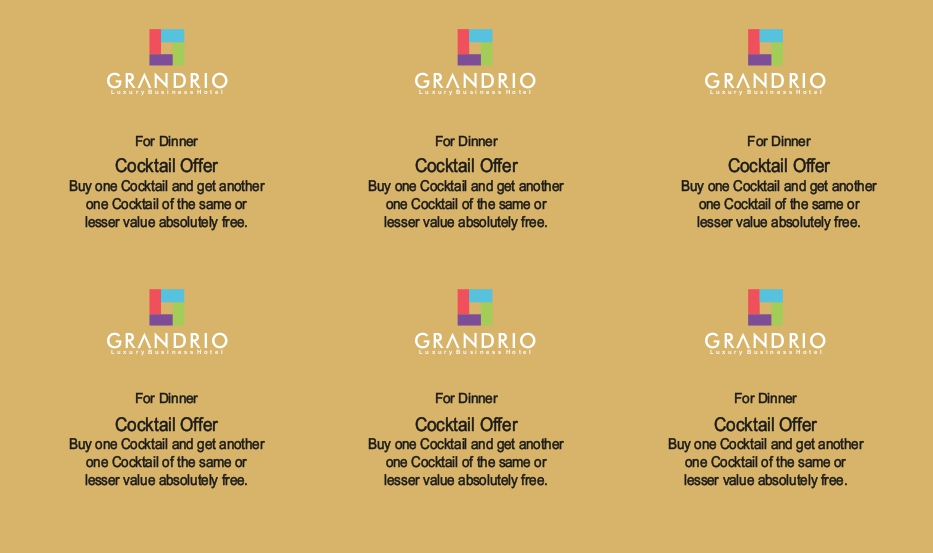 GRANDRIO
Luxury Business Hotel
For Dinner
Cocktail Offer
Buy one Cocktail and get another
one Cocktail of the same or
lesser value absolutely free.
GRANDRIO
Luxury Business Hotel
For Dinner
Cocktail Offer
Buy one Cocktail and get another
one Cocktail of the same or
lesser value absolutely free.
GRANDRIO
Luxury Business Hotel
For Dinner
Cocktail Offer
Buy one Cocktail and get another
one Cocktail of the same or
lesser value absolutely free.
GRANDRIO
Luxury Business Hotel
For Dinner
Cocktail Offer
Buy one Cocktail and get another
one Cocktail of the same or
lesser value absolutely free.
GRANDRIO
Luxury Business Hotel
For Dinner
Cocktail Offer
Buy one Cocktail and get another
one Cocktail of the same or
lesser value absolutely free.
GRANDRIO
Luxury Business Hotel
For Dinner
Cocktail Offer
Buy one Cocktail and get another
one Cocktail of the same or
lesser value absolutely free.